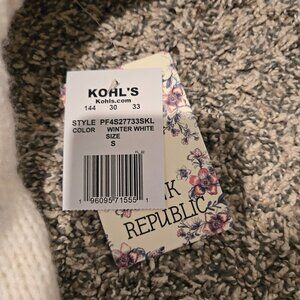 KOHL'S
Kohls.com
144 30 33
STYLE PF4S27733SKL
COLOR WINTER WHITE
SIZE
S
1 96095 71555 1
K
REPUBLIC